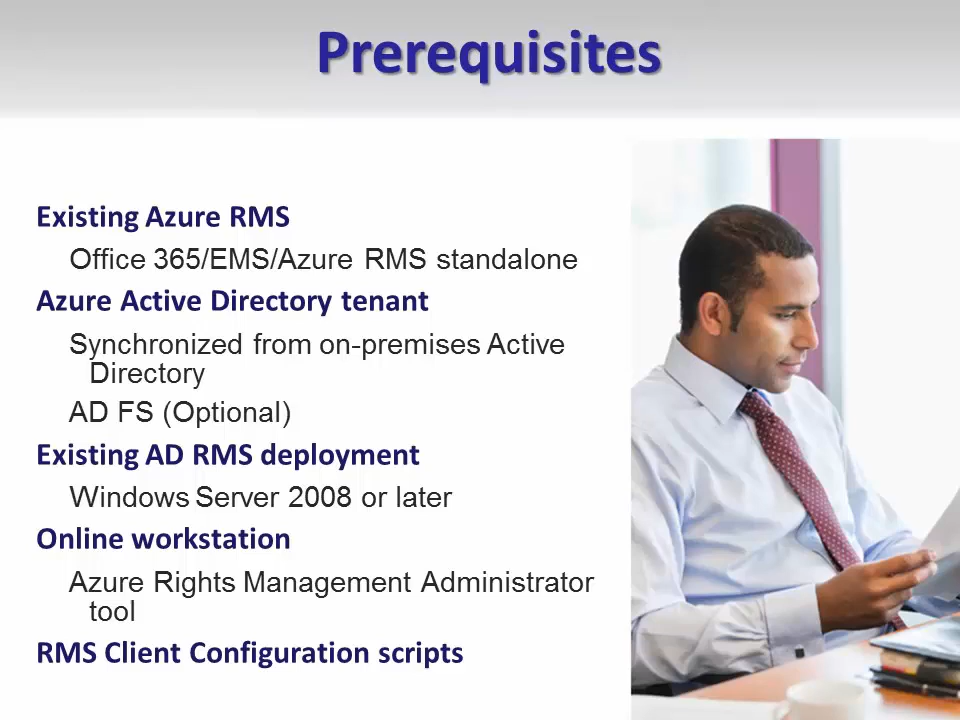 Prerequisites
Existing Azure RMS
Office 365/EMS/Azure RMS standalone
Azure Active Directory tenant
Synchronized from on-premises Active
Directory
AD FS (Optional)
Existing AD RMS deployment
Windows Server 2008 or later
Online workstation
Azure Rights Management Administrator
tool
RMS Client Configuration scripts